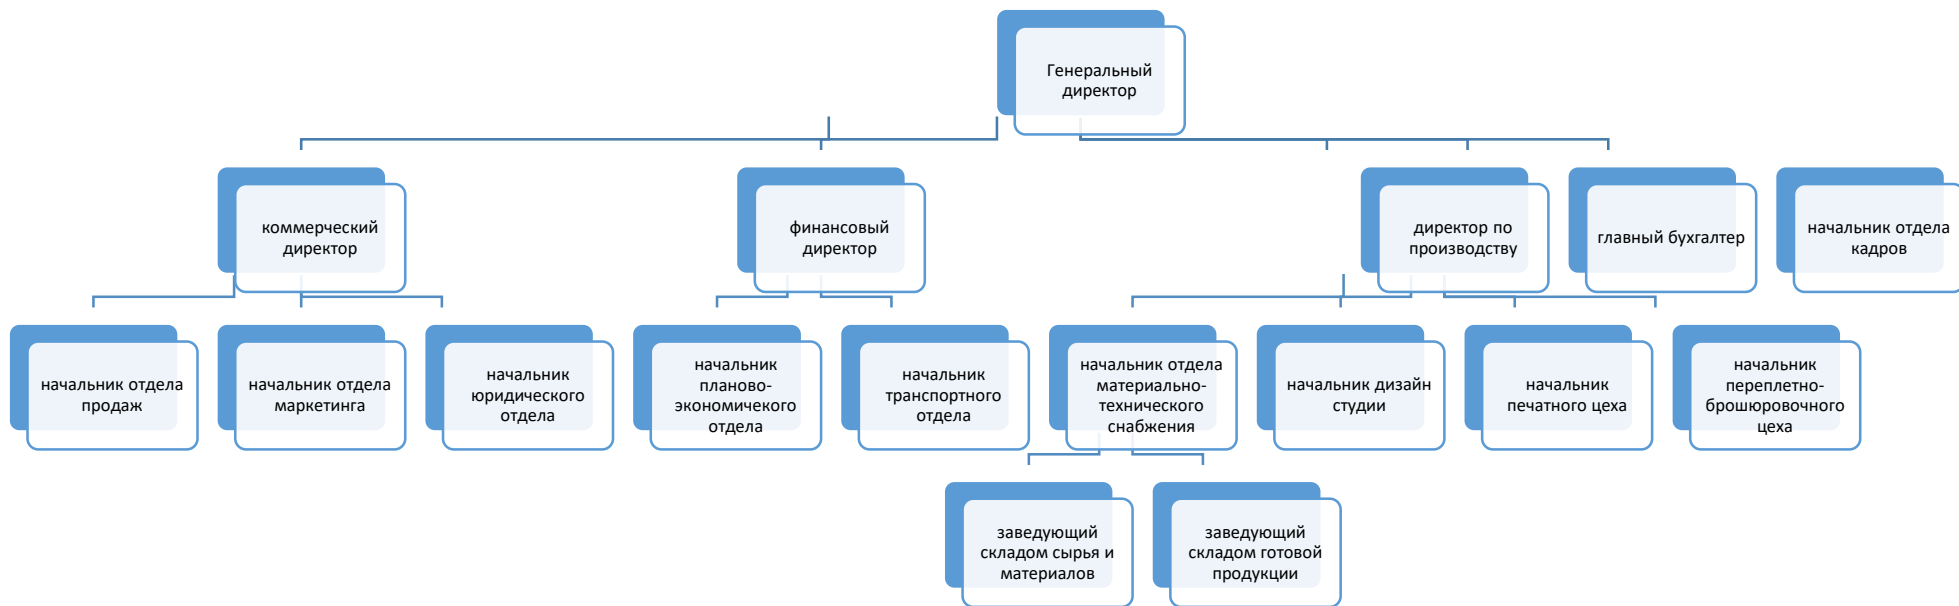 Генеральный
директор
коммерческий
директор
финансовый
директор
директор по
производству
главный бухгалтер
начальник отдела
кадров
начальник отдела
продаж
начальник отдела
маркетинга
начальник
юридического
отдела
начальник
планово-
экономичекого
отдела
начальник
транспортного
отдела
начальник отдела
материально-
технического
снабжения
начальник дизайн
студии
начальник
печатного цеха
начальник
переплетно-
брошюровочного
цеха
заведующий
складом сырья и
материалов
заведующий
складом готовой
продукции